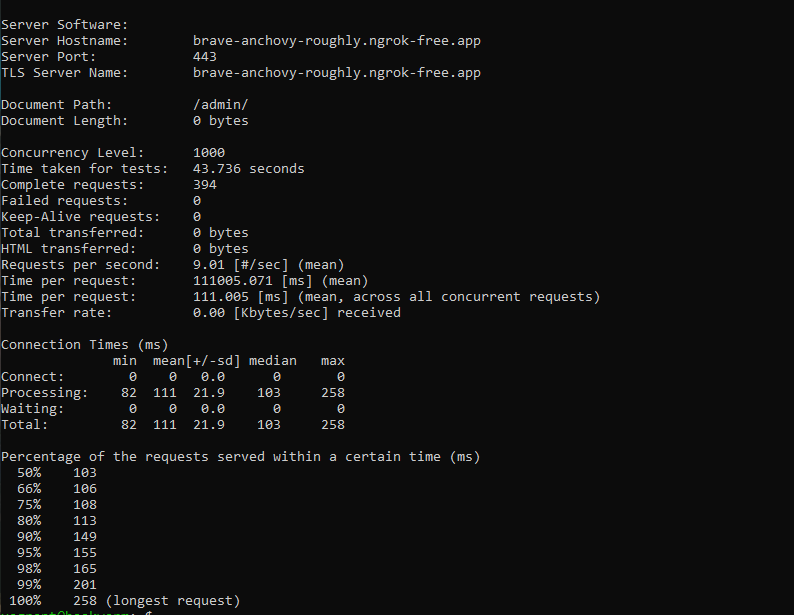 Server Software:
Server Hostname:        brave-anchovy-roughly.ngrok-free.app
Server Port:            443
TLS Server Name:        brave-anchovy-roughly.ngrok-free.app

Document Path:          /admin/
Document Length:        0 bytes

Concurrency Level:      1000
Time taken for tests:   43.736 seconds
Complete requests:      394
Failed requests:        0
Keep-Alive requests:    0
Total transferred:      0 bytes
HTML transferred:       0 bytes
Requests per second:    9.01 [#/sec] (mean)
Time per request:       111005.071 [ms] (mean)
Time per request:       111.005 [ms] (mean, across all concurrent requests)
Transfer rate:          0.00 [Kbytes/sec] received

Connection Times (ms)
              min  mean[+/-sd] median   max
Connect:        0    0   0.0      0       0
Processing:    82  111  21.9    103     258
Waiting:        0    0   0.0      0       0
Total:         82  111  21.9    103     258

Percentage of the requests served within a certain time (ms)
  50%    103
  66%    106
  75%    108
  80%    113
  90%    149
  95%    155
  98%    165
  99%    201
 100%    258 (longest request)